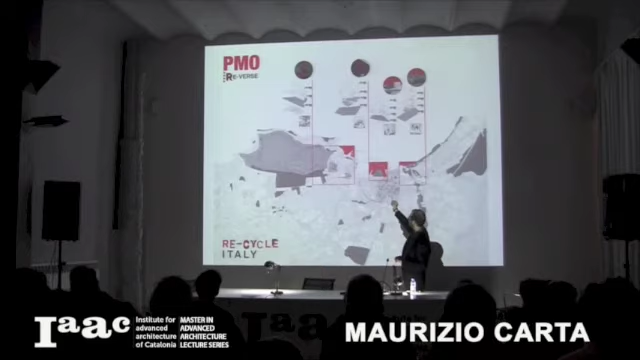 PMO
RE-VERSE
RE-CYCLE
ITALY
Iaac
Institute for
advanced
architecture
of Catalonia
MASTER IN
ADVANCED
ARCHITECTURE
LECTURE SERIES
MAURIZIO CARTA